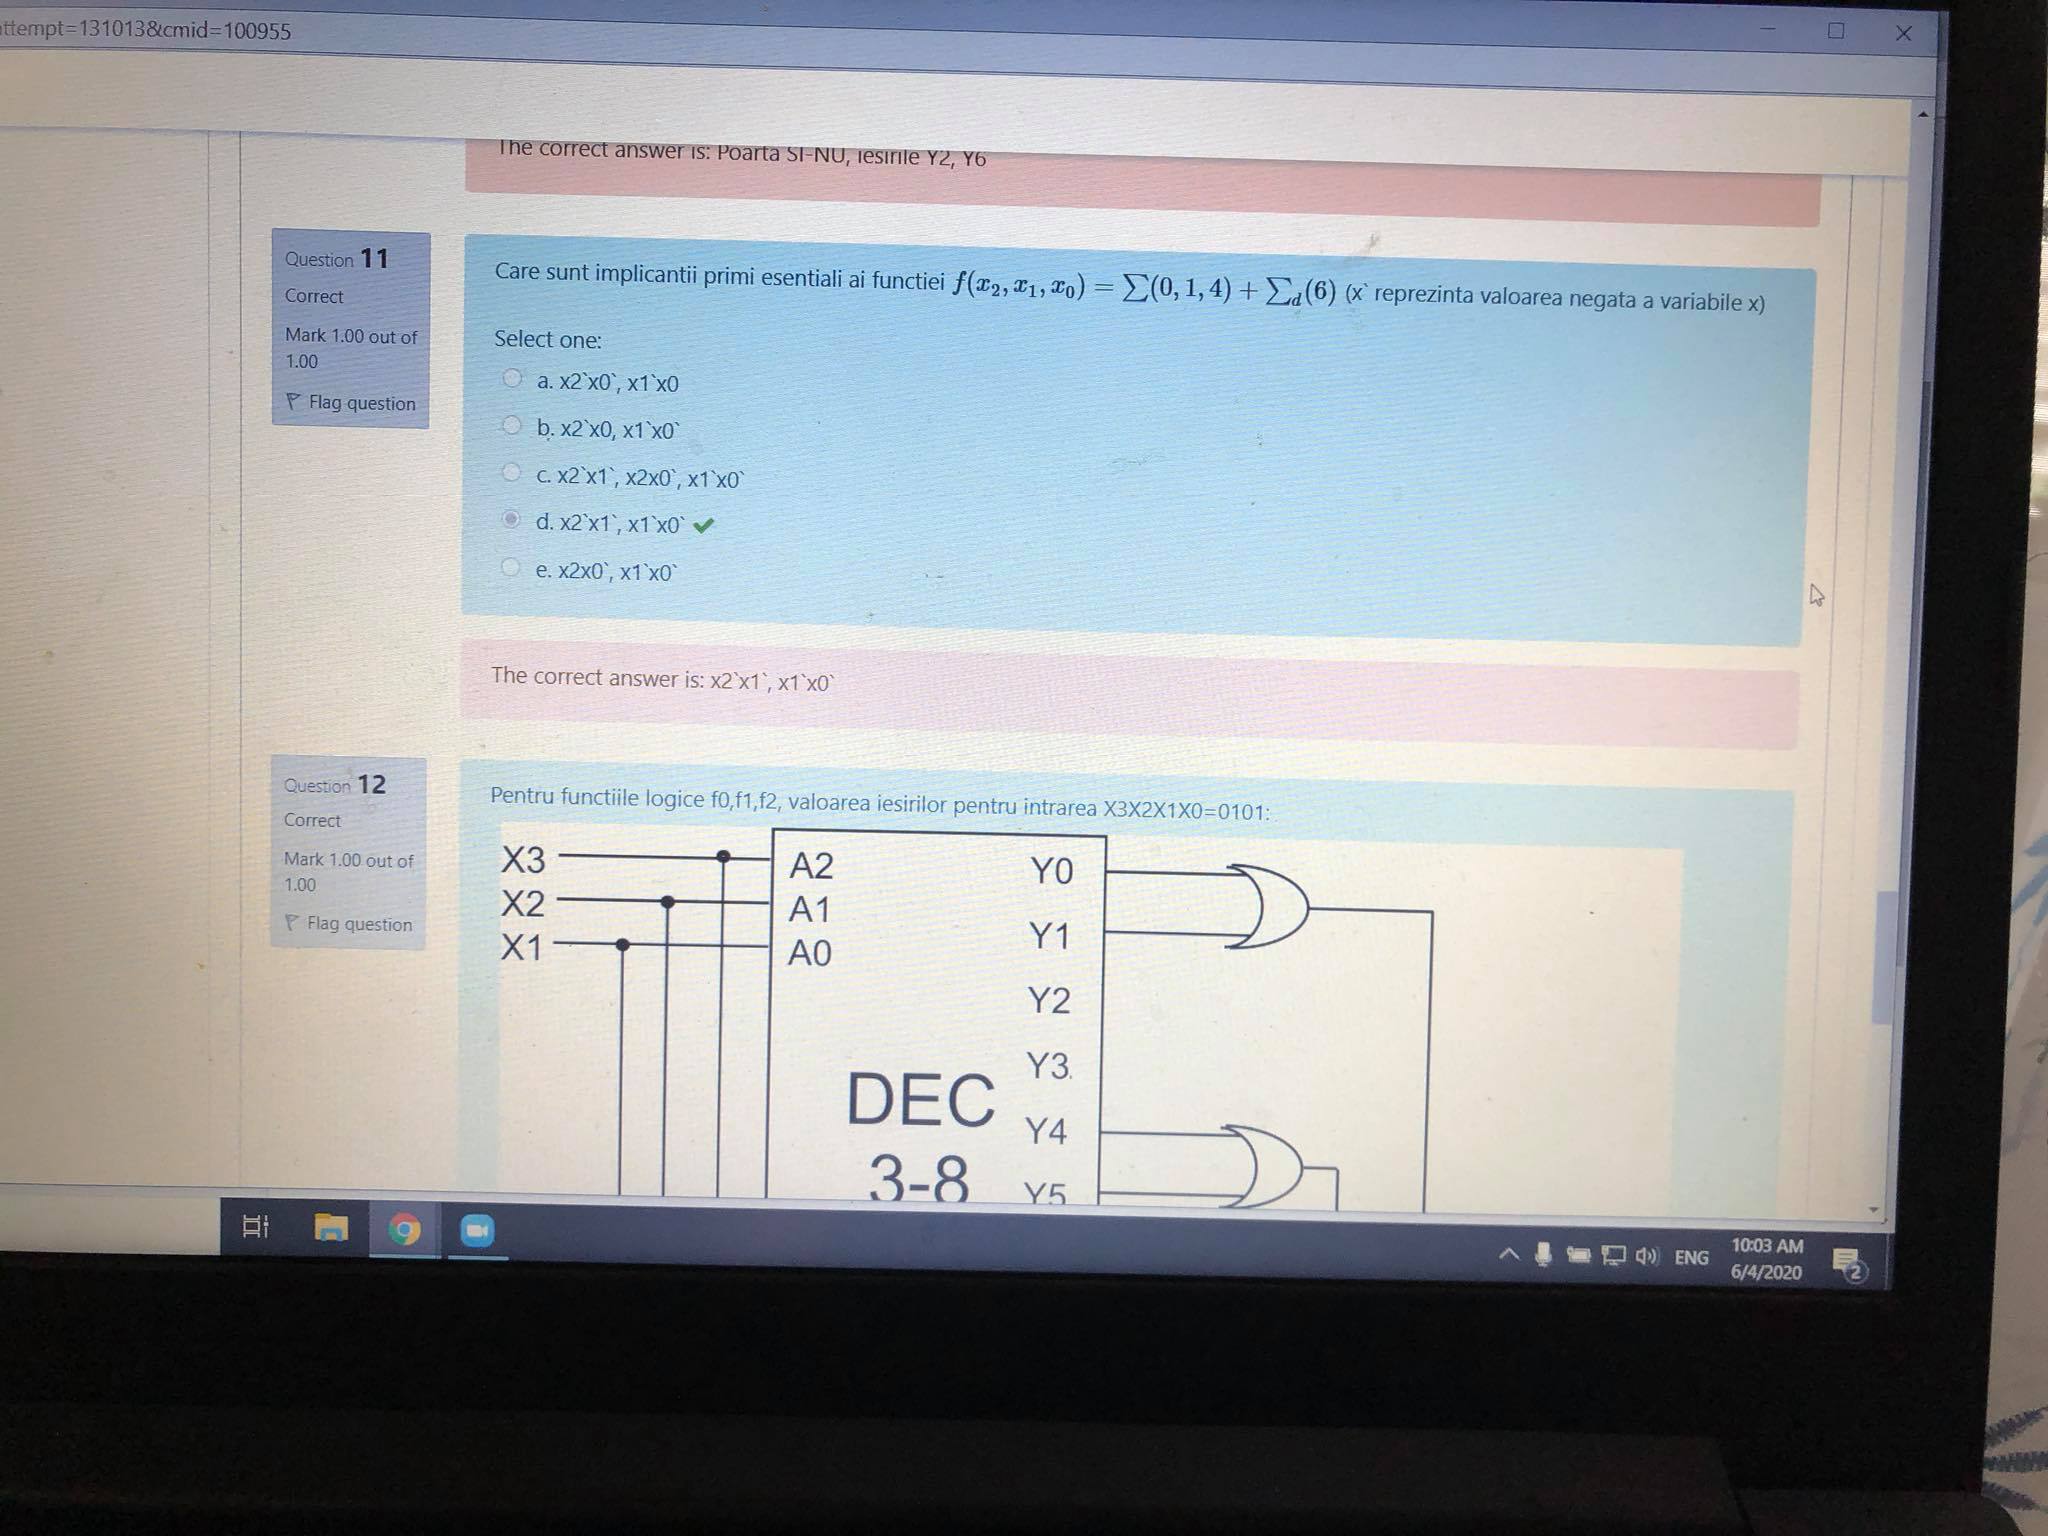 ttempt=131013&cmid=100955
The correct answer is: Poarta SI-NU, iesirile Y2, Y6
Question 11
Correct
Mark 1.00 out of
1.00
Flag question
Care sunt implicantii primi esentiali ai functiei f(x₂, x₁, x₀) = ∑(0, 1, 4) + ∑d(6) (x` reprezinta valoarea negata a variabile x)
Select one:
a. x2`x0`, x1`x0
b. x2`x0, x1`x0`
c. x2`x1`, x2x0`, x1`x0`
d. x2`x1`, x1`x0`
e. x2x0`, x1`x0`
The correct answer is: x2`x1`, x1`x0`
Question 12
Correct
Mark 1.00 out of
1.00
Flag question
Pentru functiile logice f0,f1,f2, valoarea iesirilor pentru intrarea X3X2X1X0=0101:
X3 A2 Y0
X2 A1
X1 A0 Y1
Y2
Y3
DEC
Y4
3-8
Y5
ENG
10:03 AM
6/4/2020
2